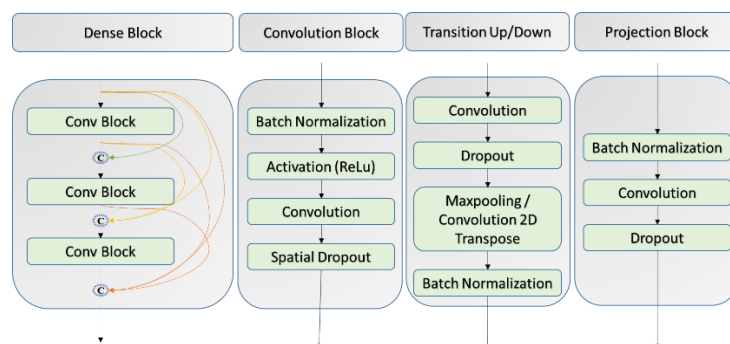 Dense Block
Convolution Block
Transition Up/Down
Projection Block
Conv Block
C
Conv Block
C
Conv Block
C
Batch Normalization
Activation (ReLu)
Convolution
Spatial Dropout
Convolution
Dropout
Maxpooling /
Convolution 2D
Transpose
Batch Normalization
Batch Normalization
Convolution
Dropout